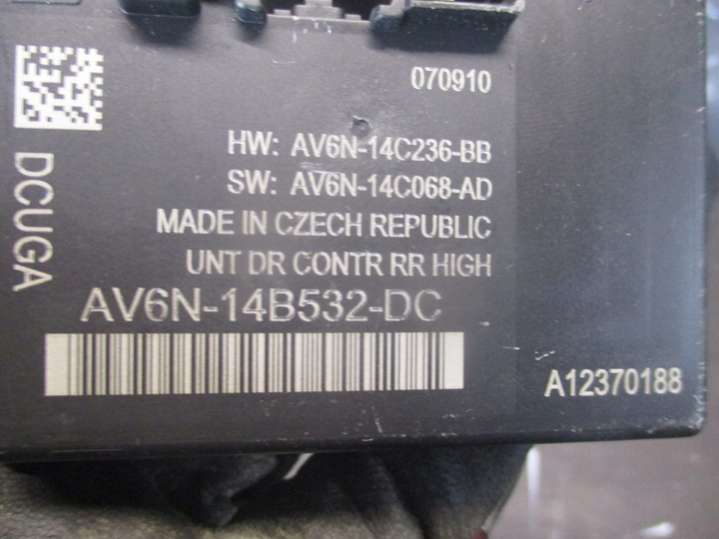 070910
HW: AV6N-14C236-BB
SW: AV6N-14C068-AD
MADE IN CZECH REPUBLIC
UNT DR CONTR RR HIGH
AV6N-14B532-DC
A12370188
DCUGA